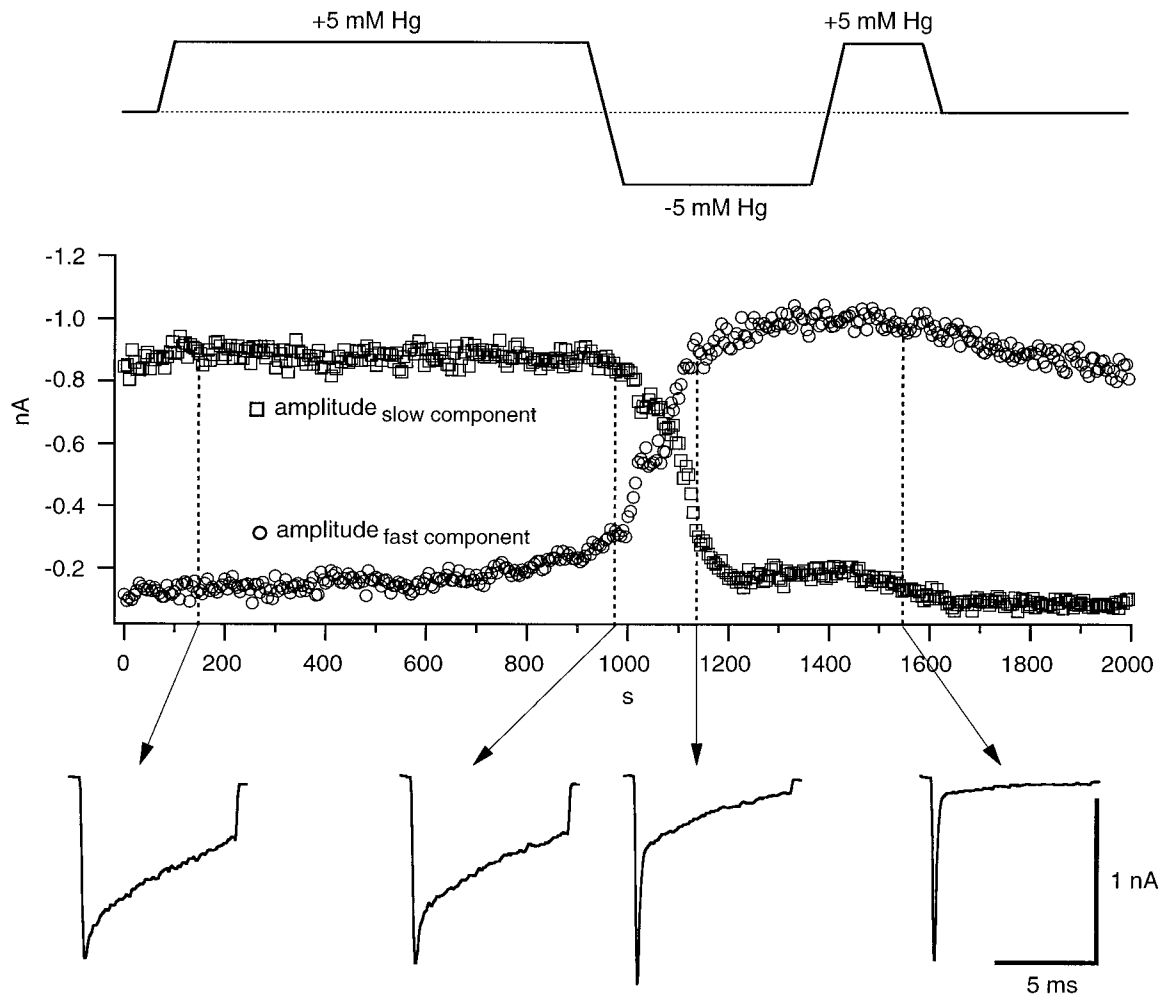 +5 mM Hg
+5 mM Hg
-5 mM Hg
-1.2
-1.0
-0.8
-0.6
-0.4
-0.2
nA
amplitude slow component
amplitude fast component
0 200 400 600 800 1000 1200 1400 1600 1800 2000
s
1 nA
5 ms